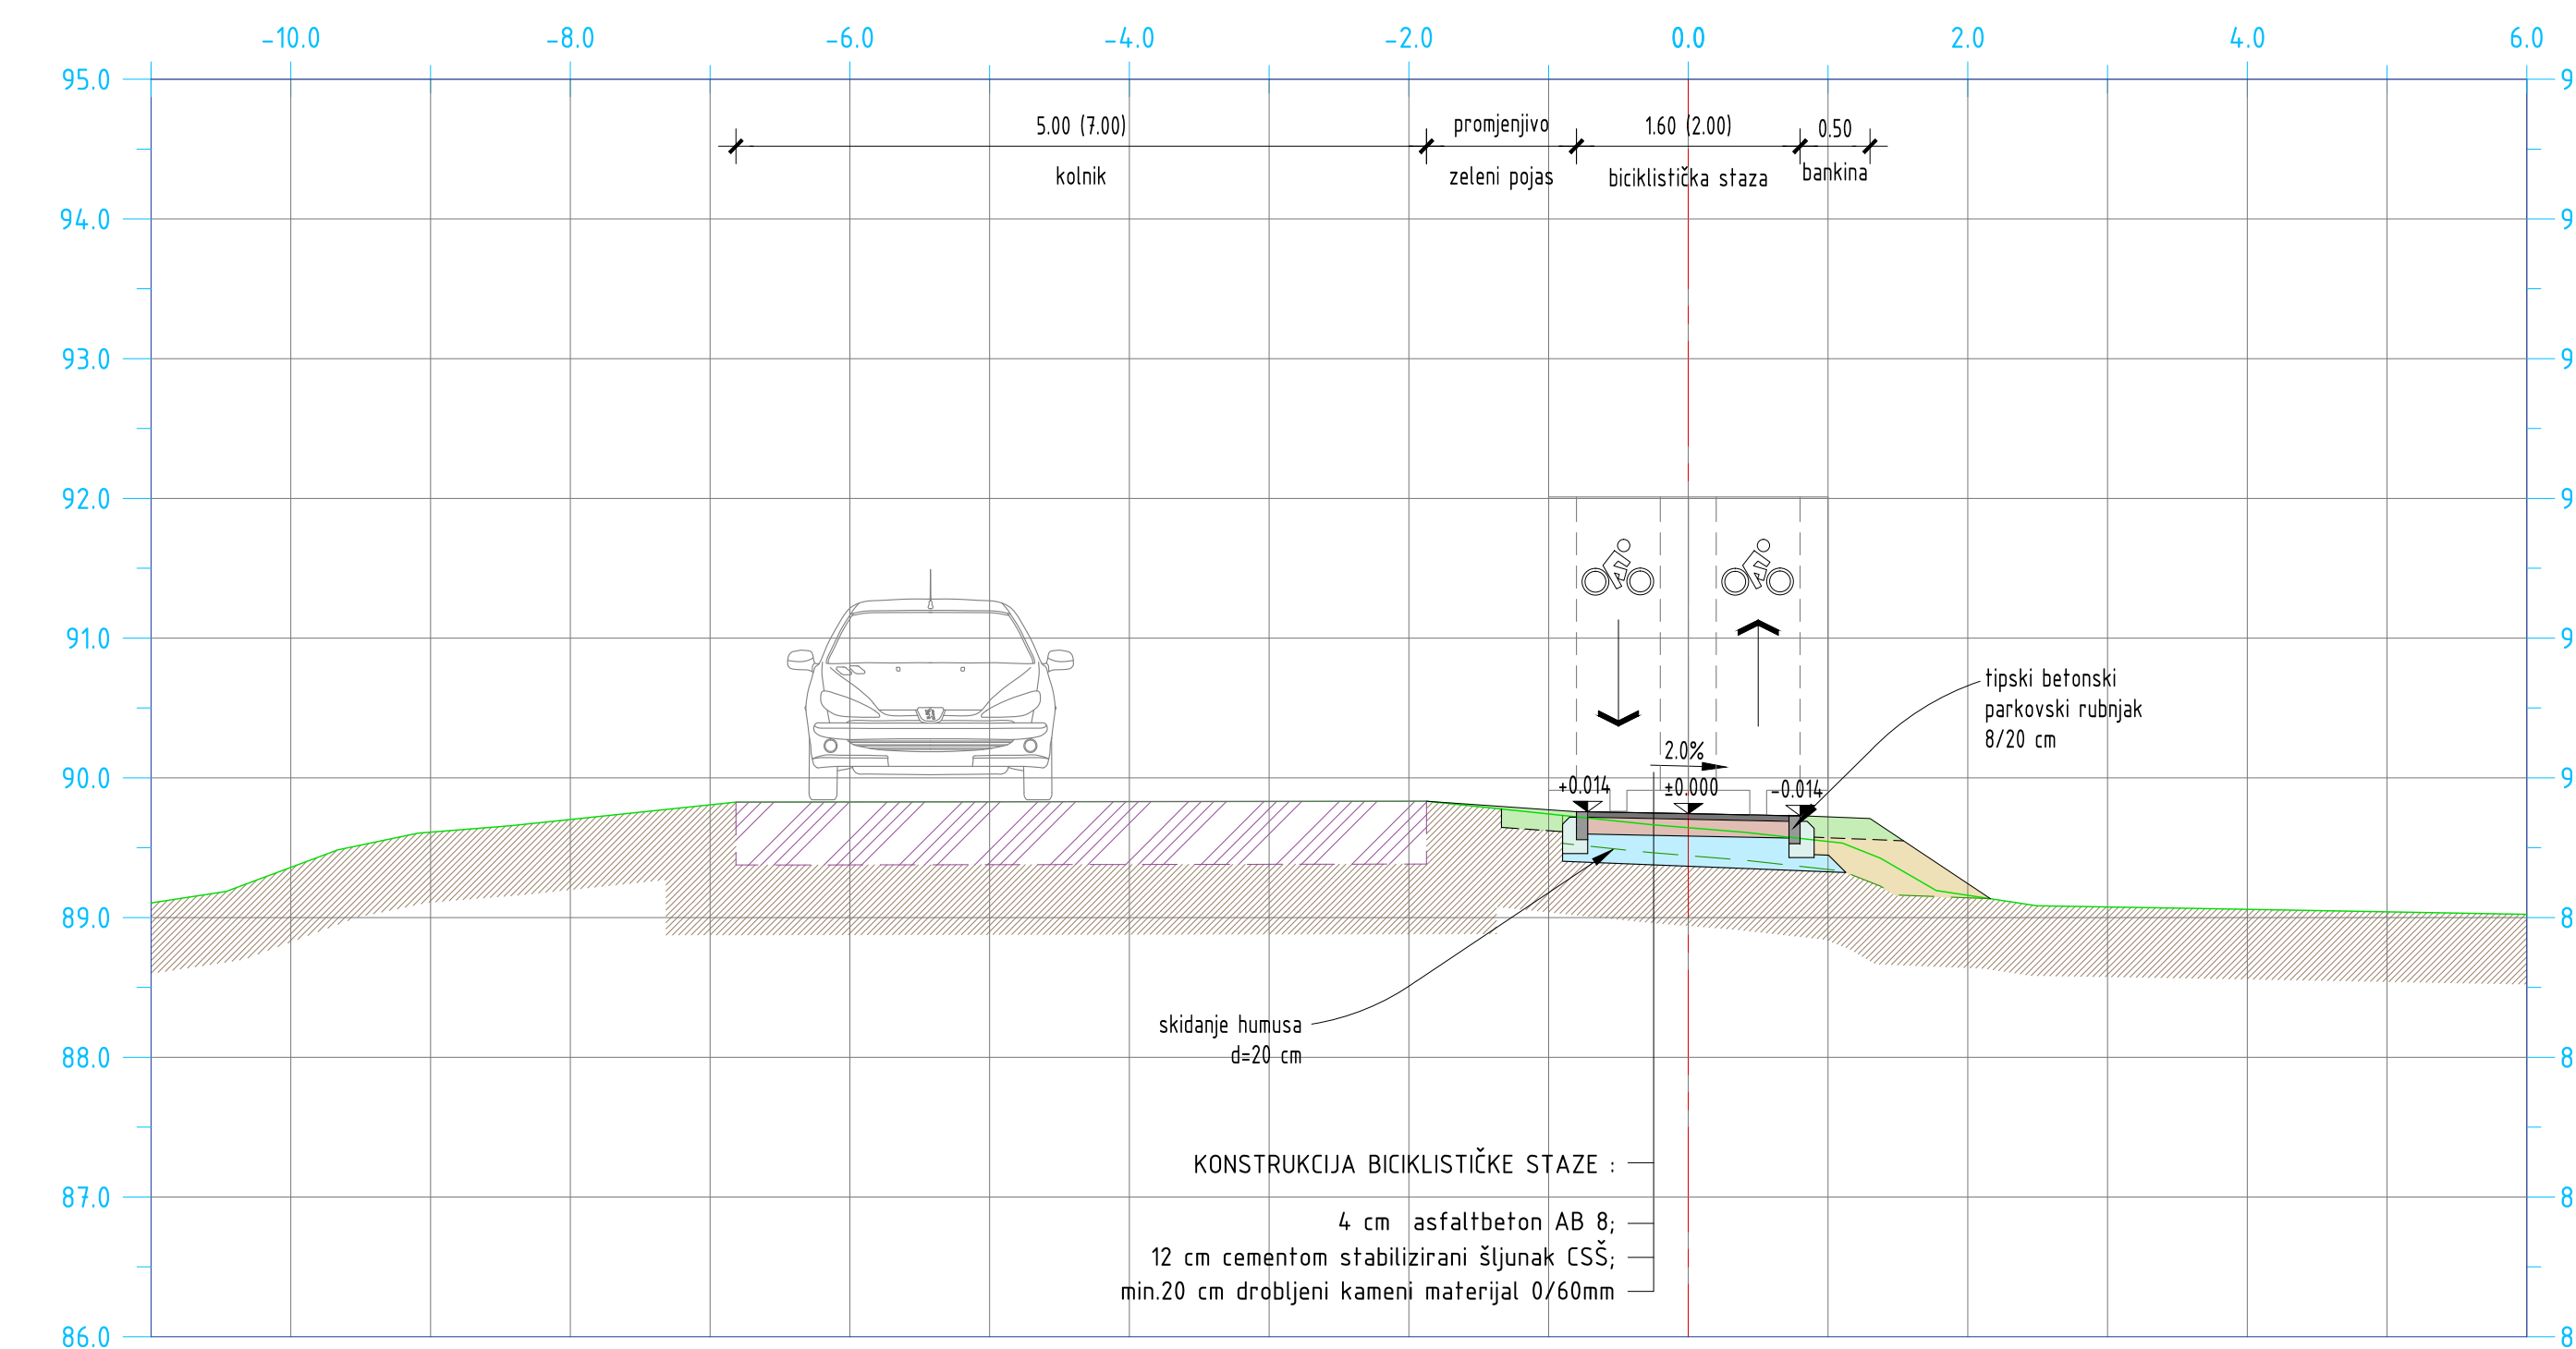 -10.0 -8.0 -6.0 -4.0 -2.0 0.0 2.0 4.0 6.0
95.0
5.00 (7.00) promjenjivo 1.60 (2.00) 0.50
kolnik zeleni pojas biciklistička staza bankina
94.0
93.0
92.0
91.0
tipski betonski
parkovski rubnjak
8/20 cm
2.0%
90.0
+0.014 ±0.000 -0.014
89.0
skidanje humusa
d=20 cm
88.0
KONSTRUKCIJA BICIKLISTIČKE STAZE :
87.0
4 cm asfaltbeton AB 8;
12 cm cementom stabilizirani šljunak CSŠ;
min.20 cm drobljeni kameni materijal 0/60mm
86.0